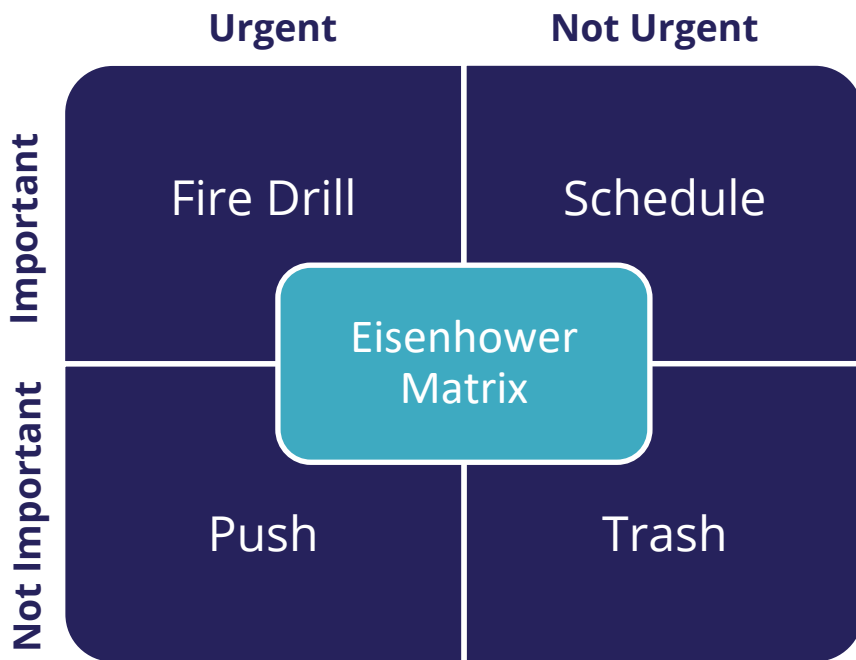 Urgent
Not Urgent
Important
Fire Drill
Schedule
Eisenhower
Matrix
Not Important
Push
Trash